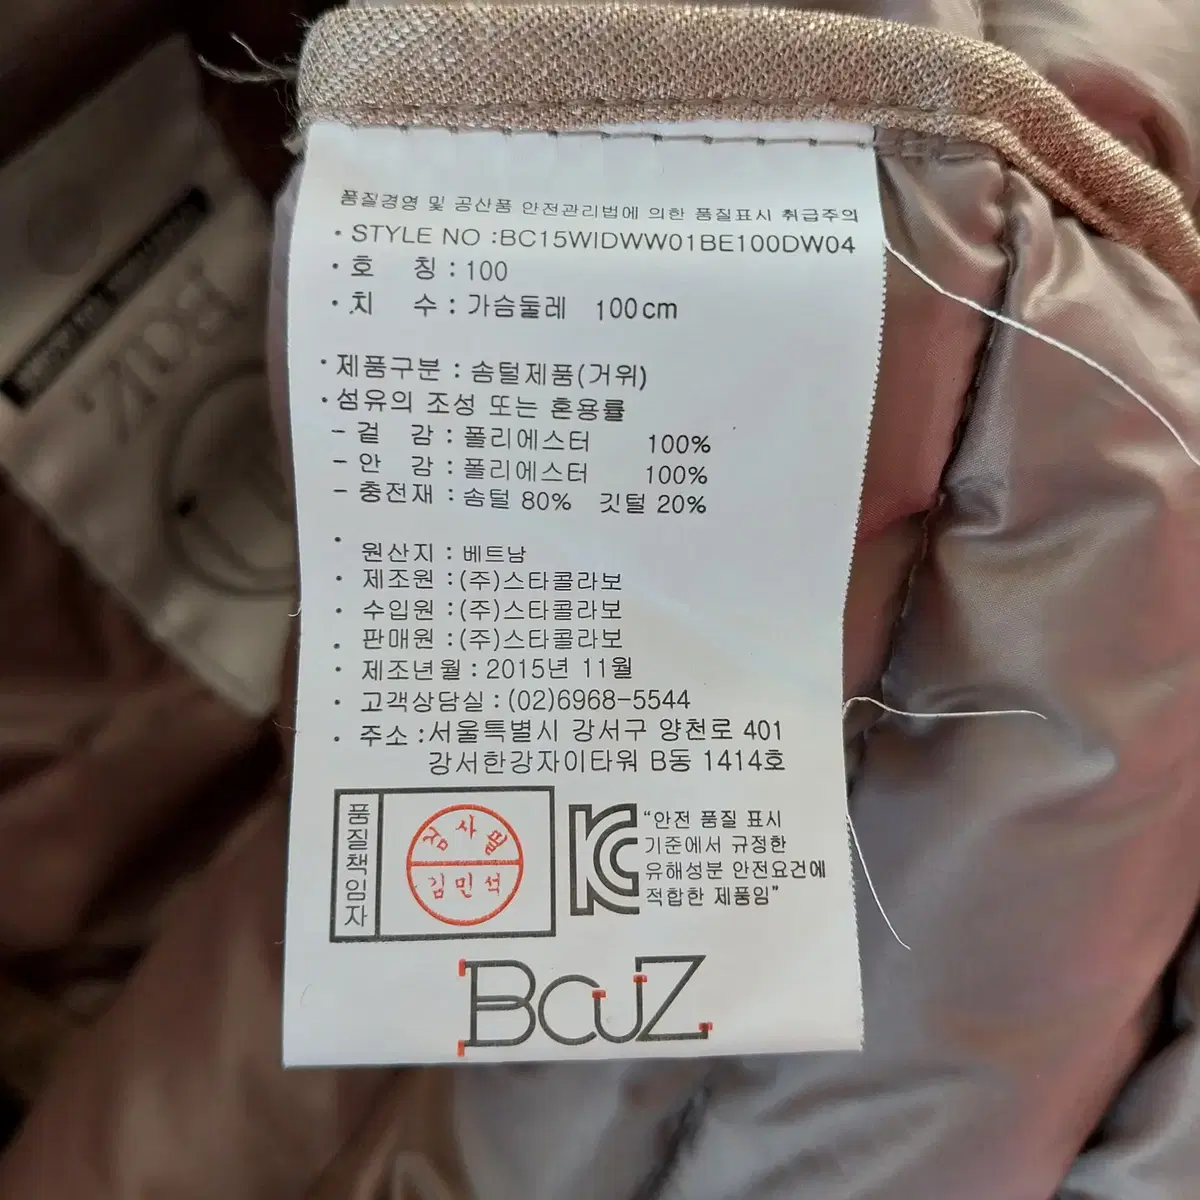 품질경영 및 공산품 안전관리법에 의한 품질표시 취급주의
· STYLE NO :BC15WIDWW01BE100DW04
· 호 칭 : 100
· 치 수 : 가슴둘레 100cm
· 제품구분 : 솜털제품(거위)
· 섬유의 조성 또는 혼용률
- 겉 감 : 폴리에스터 100%
- 안 감 : 폴리에스터 100%
- 충전재 : 솜털 80% 깃털 20%
· 원산지 : 베트남
· 제조원 : (주)스타콜라보
· 수입원 : (주)스타콜라보
· 판매원 : (주)스타콜라보
· 제조년월 : 2015년 11월
· 고객상담실 : (02)6968-5544
· 주소 : 서울특별시 강서구 양천로 401
강서한강자이타워 B동 1414호
품질책임자
검사필
김민석
KC
"안전 품질 표시
기준에서 규정한
유해성분 안전요건에
적합한 제품임"
BCUZ